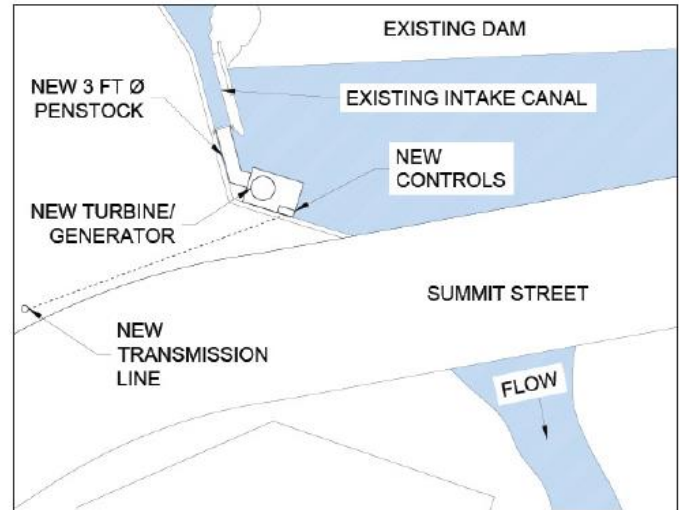 EXISTING DAM
NEW 3 FT Ø
PENSTOCK
EXISTING INTAKE CANAL
NEW
CONTROLS
NEW TURBINE/
GENERATOR
SUMMIT STREET
NEW
TRANSMISSION
LINE
FLOW